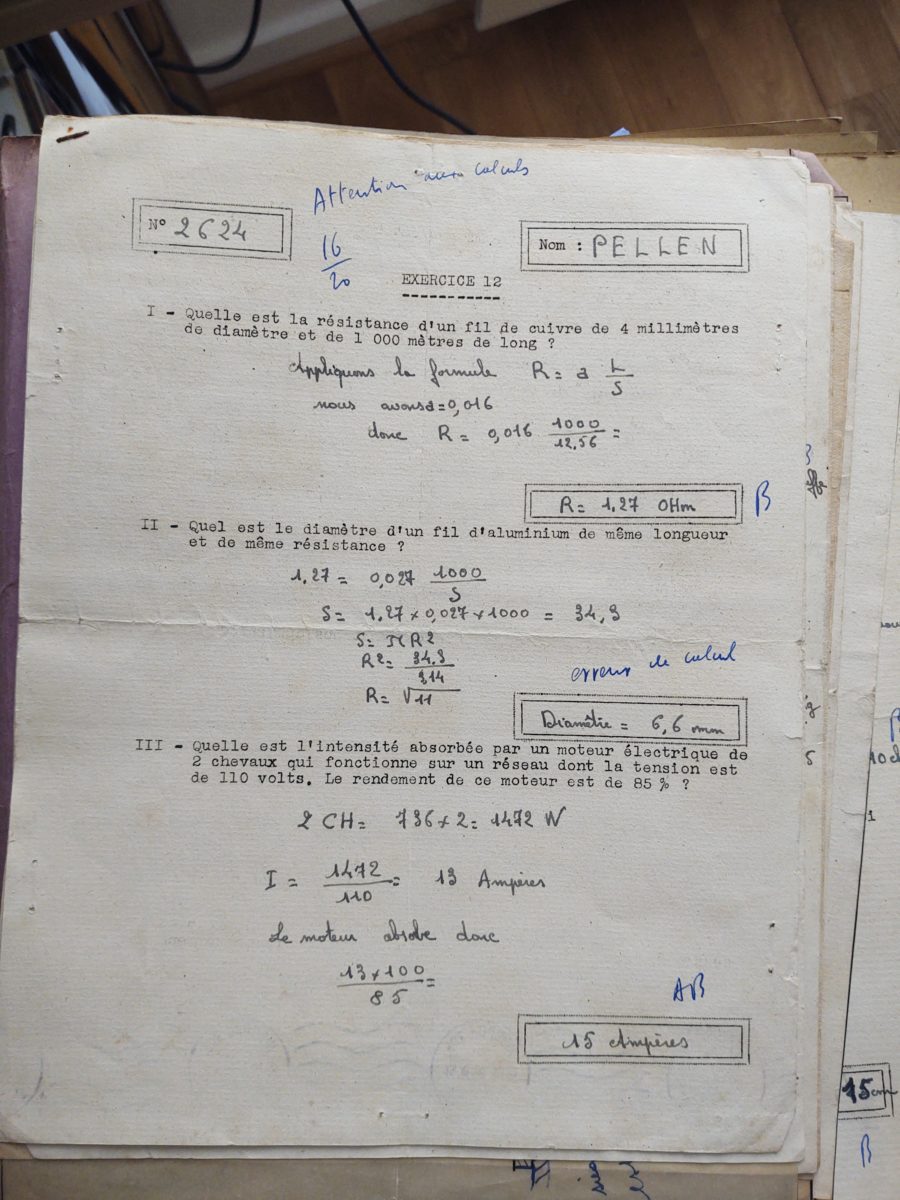 Attention aux calculs
N° 2624
16
20
Nom : PELLEN
EXERCICE 12
I - Quelle est la résistance d'un fil de cuivre de 4 millimètres
de diamètre et de 1 000 mètres de long ?
Appliquons la formule R = a L/S
nous avons a = 0,016
donc R = 0,016 1000/12,56 =
R = 1,27 OHm
B
II - Quel est le diamètre d'un fil d'aluminium de même longueur
et de même résistance ?
1,27 = 0,027 1000/S
S = 1,27 x 0,027 x 1000 = 34,3
S = π R²
R² = 34,3/314
R = √11
erreur de calcul
Diamètre = 6,6 mm
III - Quelle est l'intensité absorbée par un moteur électrique de
2 chevaux qui fonctionne sur un réseau dont la tension est
de 110 volts. Le rendement de ce moteur est de 85 % ?
2 CH = 736 x 2 = 1472 W
I = 1472/110 = 13 Ampères
Le moteur absobe donc
13 x 100/85 =
AB
15 Ampères
15 cm
B